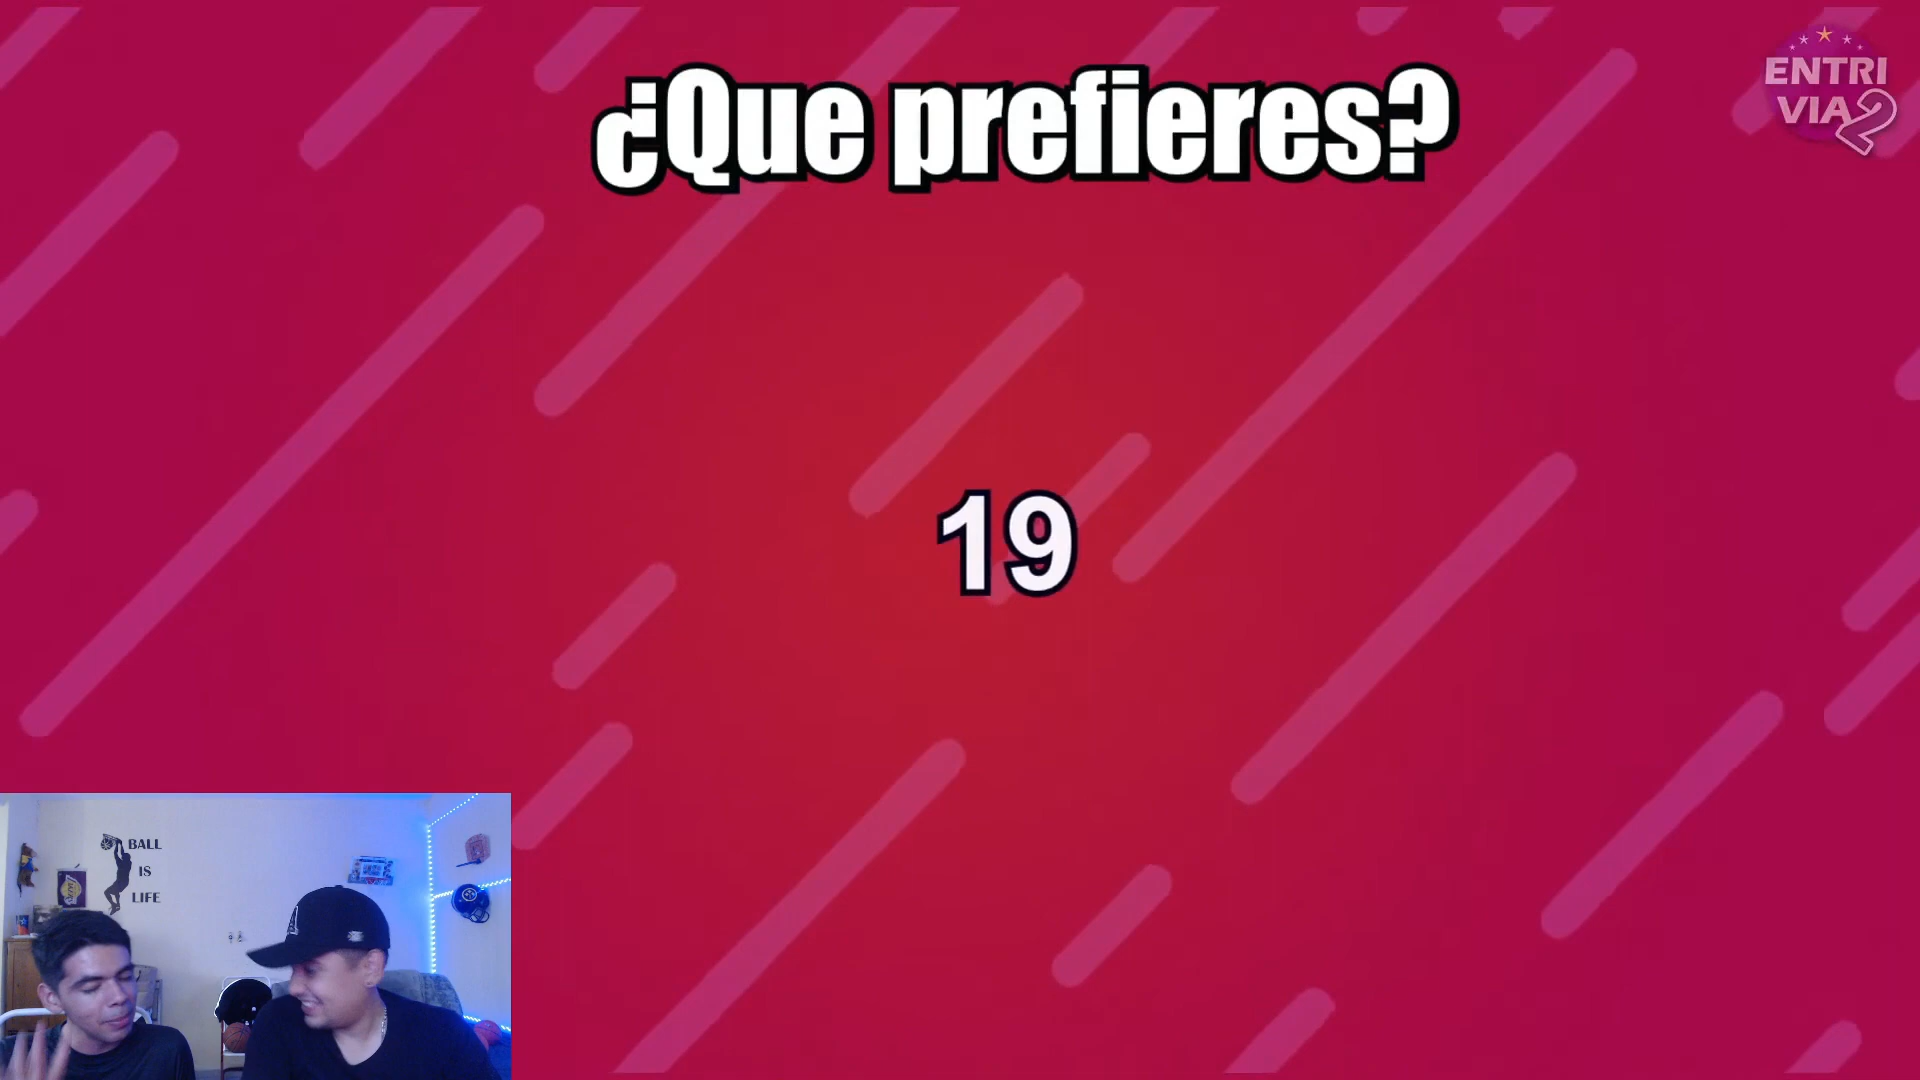 ¿Que prefieres?
ENTRI
VIA2
19
BALL
IS
LIFE